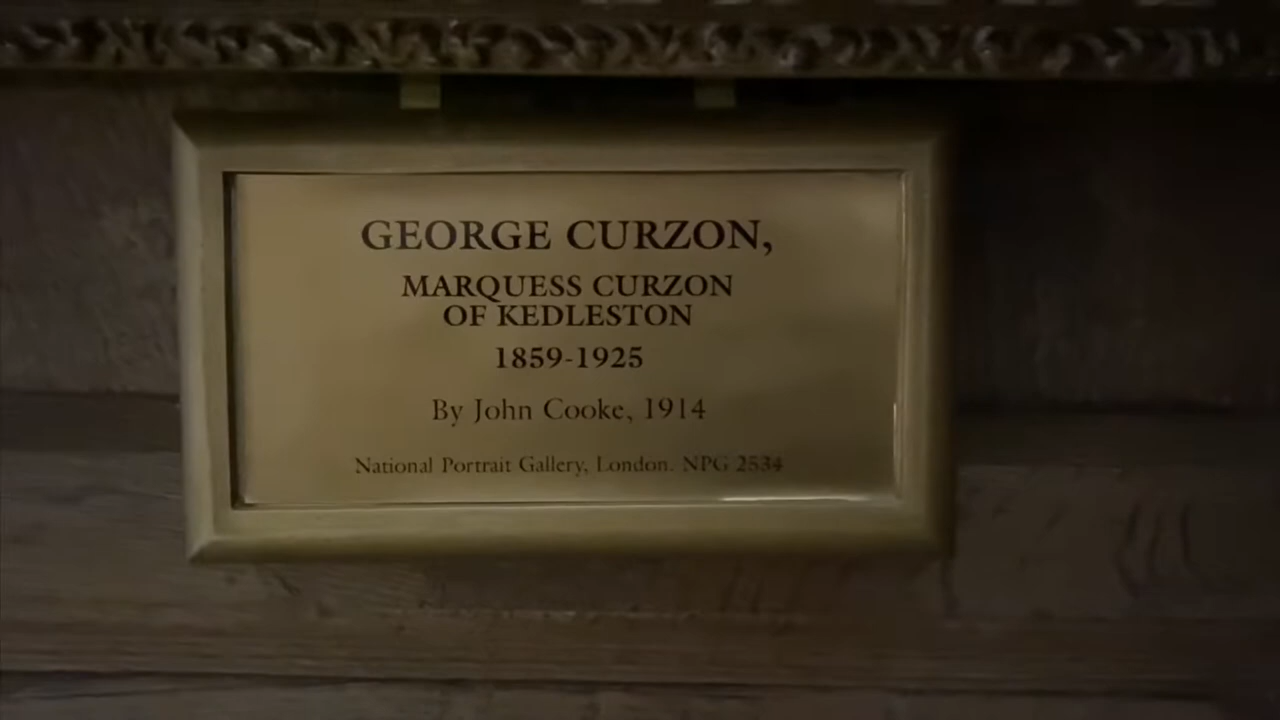 GEORGE CURZON,
MARQUESS CURZON
OF KEDLESTON
1859-1925
By John Cooke, 1914
National Portrait Gallery, London. NPG 2534